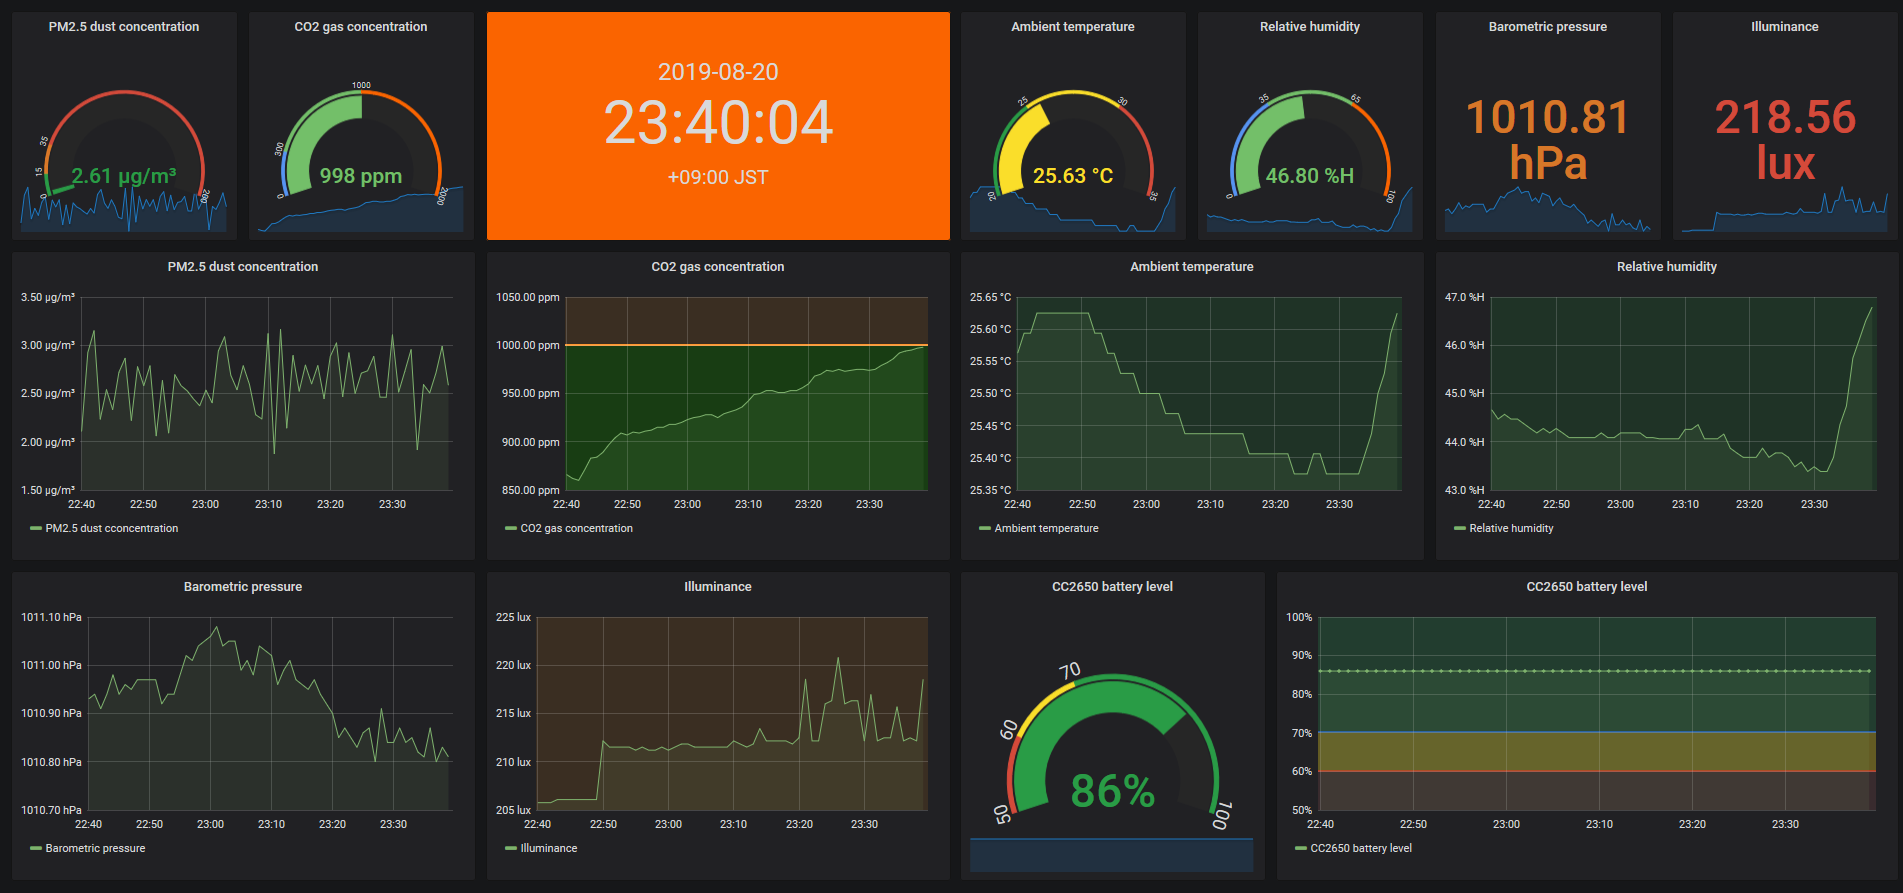 PM2.5 dust concentration
0
15
35
200
2.61 µg/m³
CO2 gas concentration
0
300
1000
2000
998 ppm
2019-08-20
23:40:04
+09:00 JST
Ambient temperature
20
25
30
35
25.63 °C
Relative humidity
0
35
65
100
46.80 %H
Barometric pressure
1010.81
hPa
Illuminance
218.56
lux
PM2.5 dust concentration
3.50 µg/m³
3.00 µg/m³
2.50 µg/m³
2.00 µg/m³
1.50 µg/m³
22:40 22:50 23:00 23:10 23:20 23:30
PM2.5 dust cconcentration
CO2 gas concentration
1050.00 ppm
1000.00 ppm
950.00 ppm
900.00 ppm
850.00 ppm
22:40 22:50 23:00 23:10 23:20 23:30
CO2 gas concentration
Ambient temperature
25.65 °C
25.60 °C
25.55 °C
25.50 °C
25.45 °C
25.40 °C
25.35 °C
22:40 22:50 23:00 23:10 23:20 23:30
Ambient temperature
Relative humidity
47.0 %H
46.0 %H
45.0 %H
44.0 %H
43.0 %H
22:40 22:50 23:00 23:10 23:20 23:30
Relative humidity
Barometric pressure
1011.10 hPa
1011.00 hPa
1010.90 hPa
1010.80 hPa
1010.70 hPa
22:40 22:50 23:00 23:10 23:20 23:30
Barometric pressure
Illuminance
225 lux
220 lux
215 lux
210 lux
205 lux
22:40 22:50 23:00 23:10 23:20 23:30
Illuminance
CC2650 battery level
50
60
70
100
86%
CC2650 battery level
100%
90%
80%
70%
60%
50%
22:40 22:50 23:00 23:10 23:20 23:30
CC2650 battery level